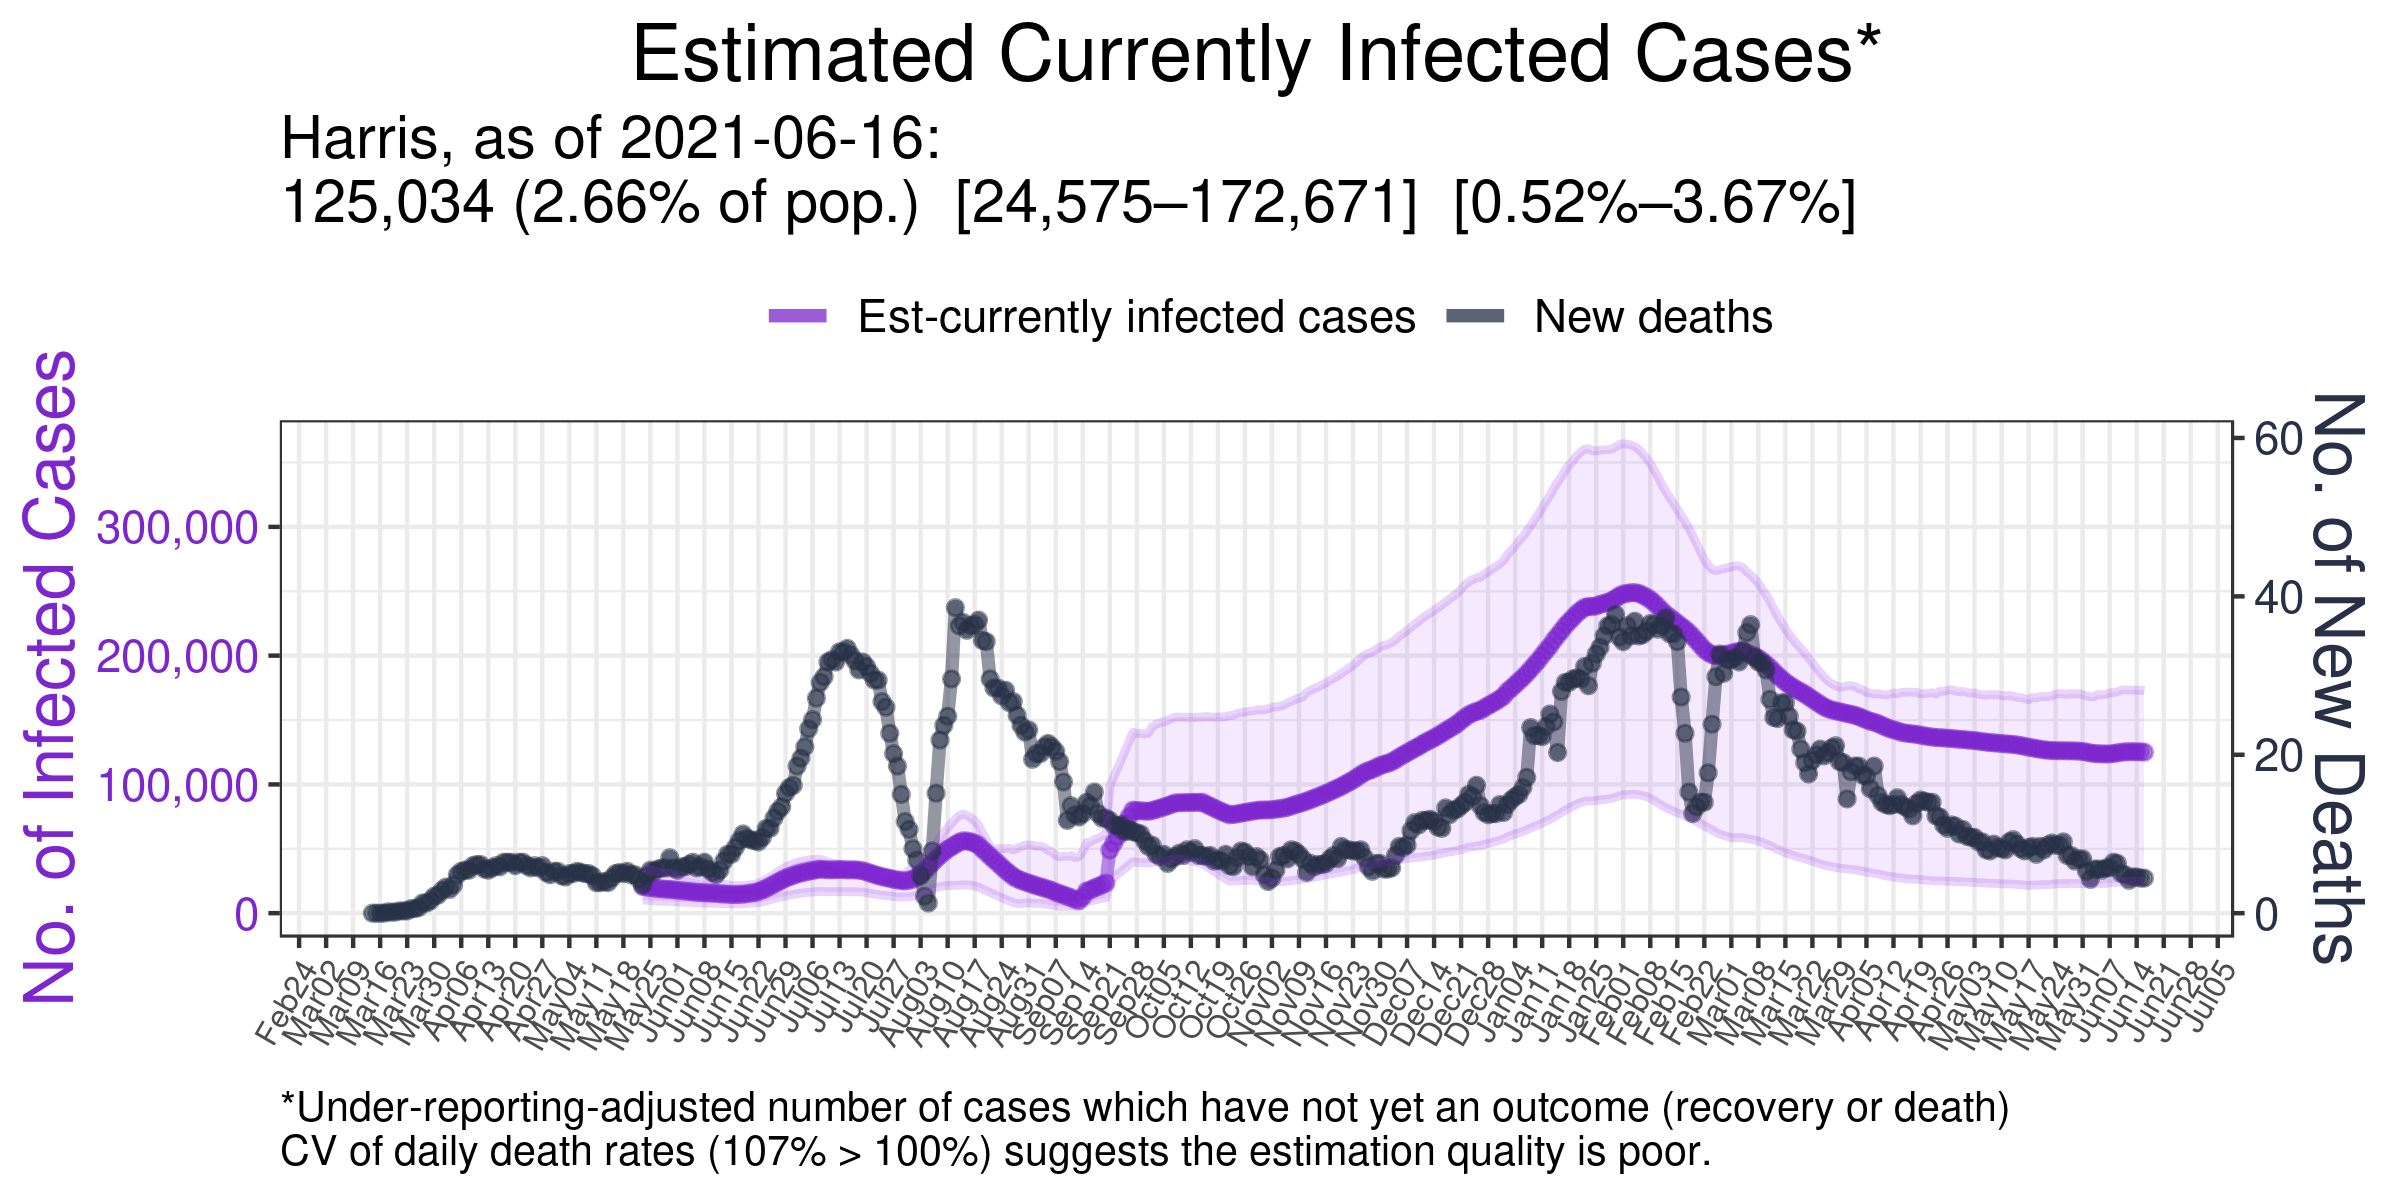 Estimated Currently Infected Cases*
Harris, as of 2021-06-16:
125,034 (2.66% of pop.) [24,575–172,671] [0.52%–3.67%]
Est-currently infected cases
New deaths
No. of Infected Cases
300,000
200,000
100,000
0
60
40
20
0
No. of New Deaths
Feb24
Mar02
Mar09
Mar16
Mar23
Mar30
Apr06
Apr13
Apr20
Apr27
May04
May11
May18
May25
Jun01
Jun08
Jun15
Jun22
Jun29
Jul06
Jul13
Jul20
Jul27
Aug03
Aug10
Aug17
Aug24
Aug31
Sep07
Sep14
Sep21
Sep28
Oct05
Oct12
Oct19
Oct26
Nov02
Nov09
Nov16
Nov23
Nov30
Dec07
Dec14
Dec21
Dec28
Jan04
Jan11
Jan18
Jan25
Feb01
Feb08
Feb15
Feb22
Mar01
Mar08
Mar15
Mar22
Mar29
Apr05
Apr12
Apr19
Apr26
May03
May10
May17
May24
May31
Jun07
Jun14
Jun21
Jun28
Jul05
*Under-reporting-adjusted number of cases which have not yet an outcome (recovery or death)
CV of daily death rates (107% > 100%) suggests the estimation quality is poor.